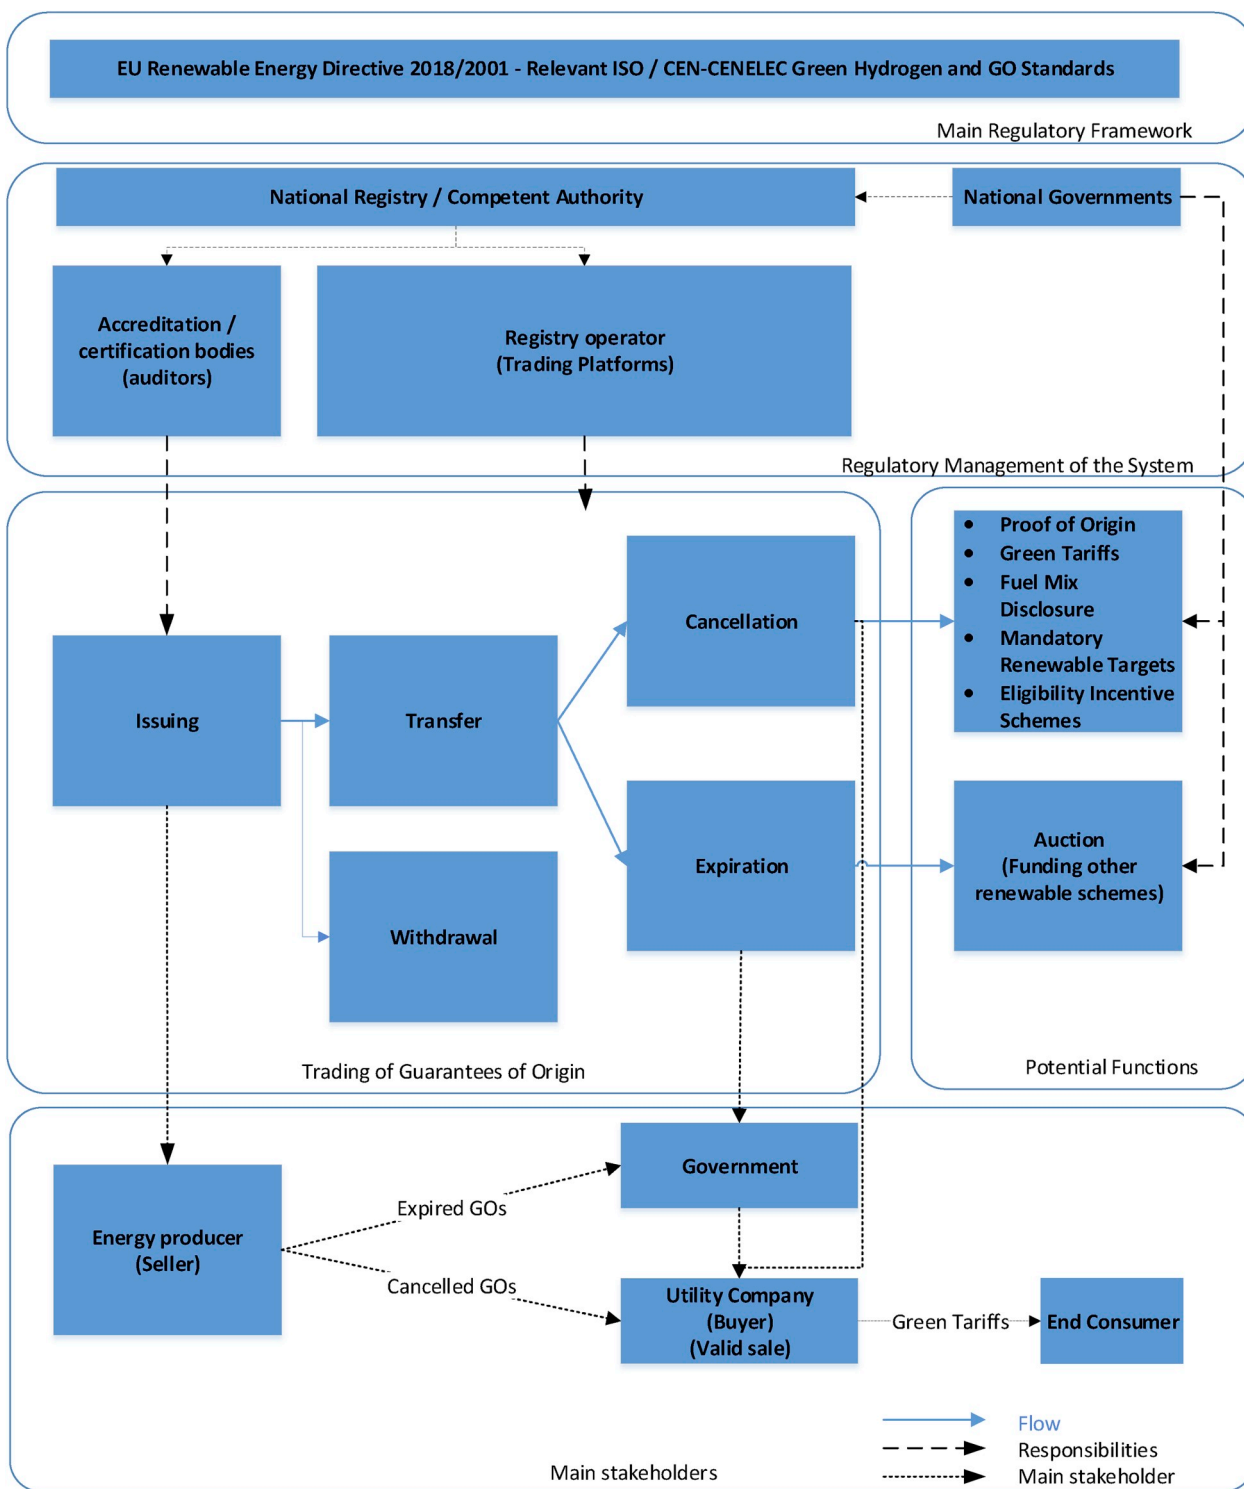 EU Renewable Energy Directive 2018/2001 - Relevant ISO / CEN-CENELEC Green Hydrogen and GO Standards
Main Regulatory Framework
National Registry / Competent Authority
National Governments
Accreditation /
certification bodies
(auditors)
Registry operator
(Trading Platforms)
Regulatory Management of the System
Issuing
Transfer
Withdrawal
Cancellation
Expiration
Trading of Guarantees of Origin
• Proof of Origin
• Green Tariffs
• Fuel Mix
Disclosure
• Mandatory
Renewable Targets
• Eligibility Incentive
Schemes
Auction
(Funding other
renewable schemes)
Potential Functions
Energy producer
(Seller)
Expired GOs
Cancelled GOs
Government
Utility Company
(Buyer)
(Valid sale)
Green Tariffs
End Consumer
Flow
Responsibilities
Main stakeholder
Main stakeholders